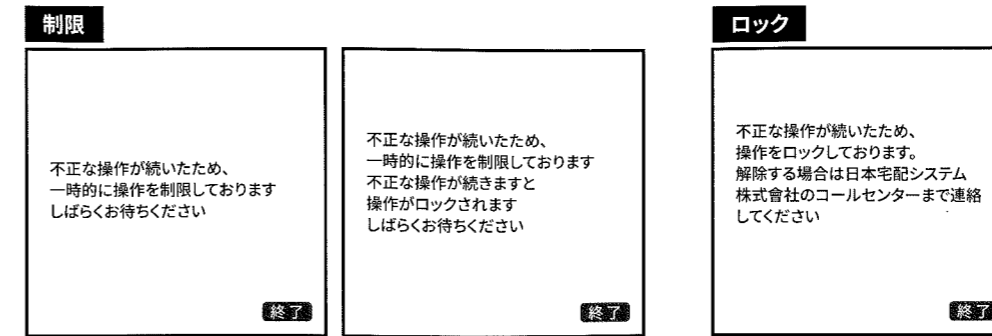 制限
不正な操作が続いたため、
一時的に操作を制限しております
しばらくお待ちください
終了
不正な操作が続いたため、
一時的に操作を制限しております
不正な操作が続きますと
操作がロックされます
しばらくお待ちください
終了
ロック
不正な操作が続いたため、
操作をロックしております。
解除する場合は日本宅配システム
株式會社のコールセンターまで連絡
してください
終了